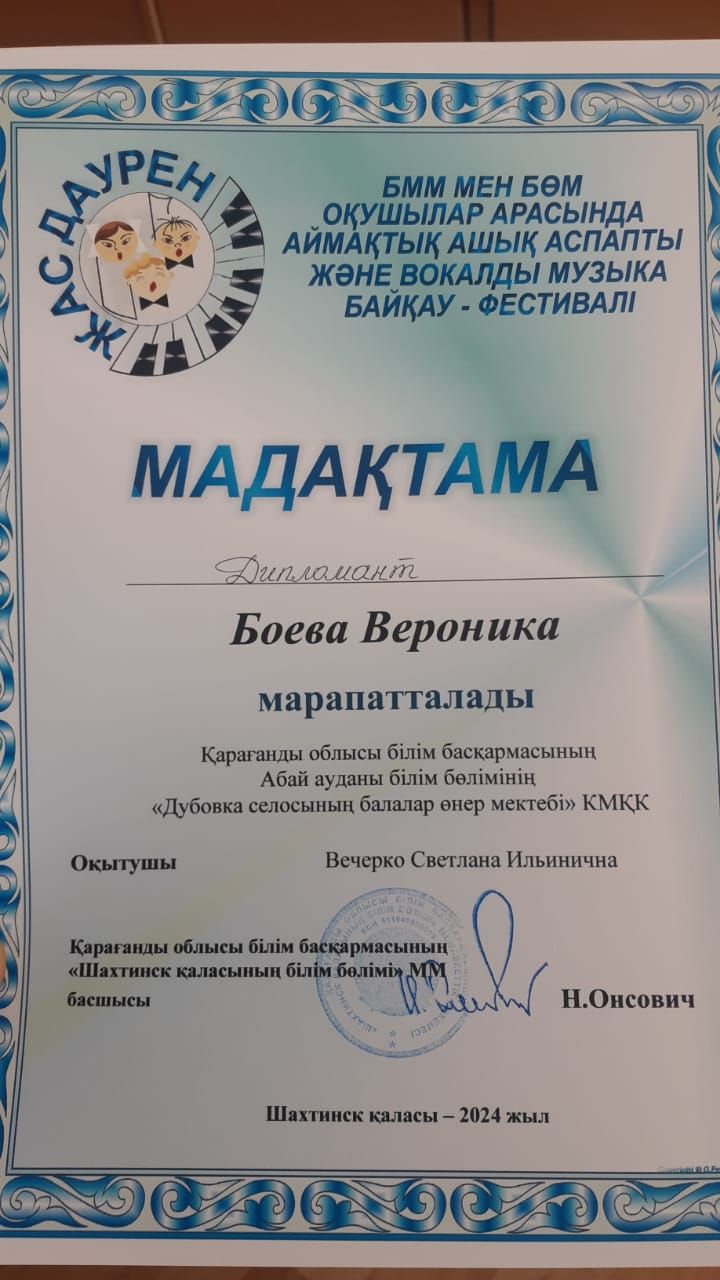 ЖАС ДАУРЕН
БММ МЕН БӨМ
ОҚУШЫЛАР АРАСЫНДА
АЙМАҚТЫҚ АШЫҚ АСПАПТЫ
ЖӘНЕ ВОКАЛДЫ МУЗЫКА
БАЙҚАУ - ФЕСТИВАЛІ
МАДАҚТАМА
Дипломант
Боева Вероника
марапатталады
Қарағанды облысы білім басқармасының
Абай ауданы білім бөлімінің
«Дубовка селосының балалар өнер мектебі» КМҚК
Оқытушы Вечерко Светлана Ильинична
Қарағанды облысы білім басқармасының
«Шахтинск қаласының білім бөлімі» ММ
басшысы Н.Онсович
Шахтинск қаласы – 2024 жыл